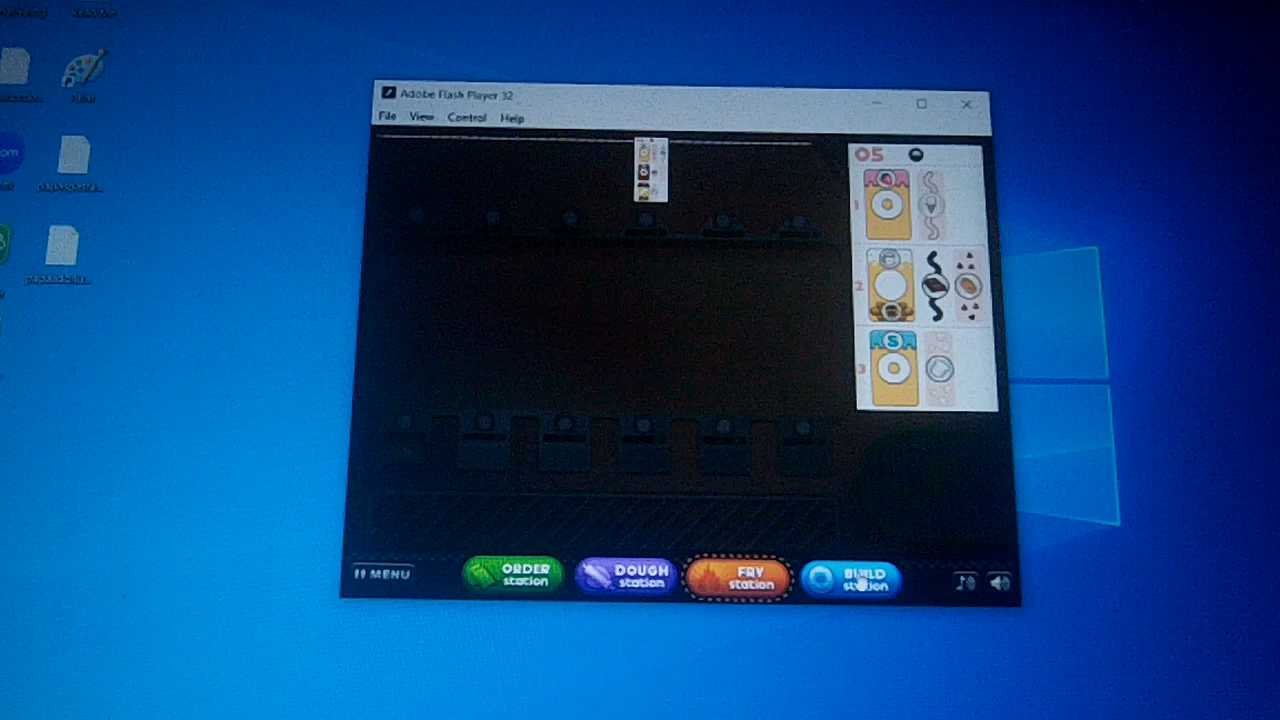 Adobe Flash Player 32
File View Control Help
05
1
2
3
S
MENU
ORDER station
DOUGH station
FRY station
BUILD station